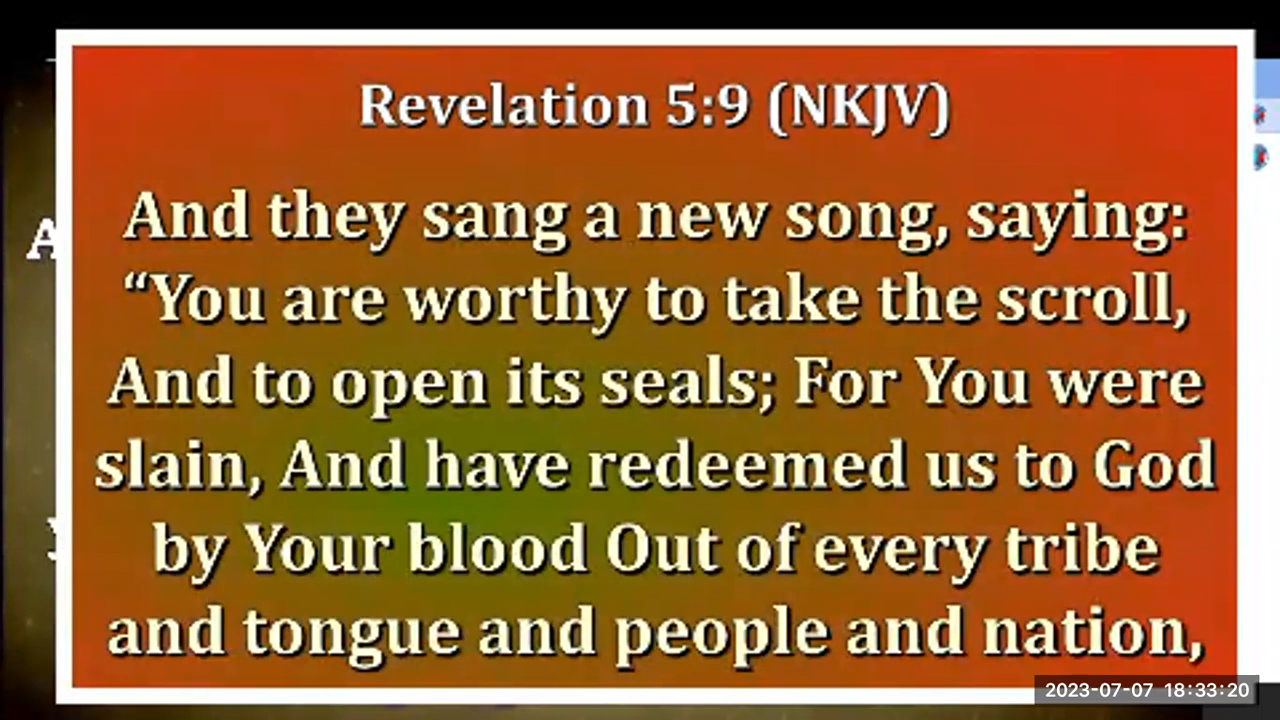 Revelation 5:9 (NKJV)
And they sang a new song, saying:
“You are worthy to take the scroll,
And to open its seals; For You were
slain, And have redeemed us to God
by Your blood Out of every tribe
and tongue and people and nation,
2023-07-07 18:33:20